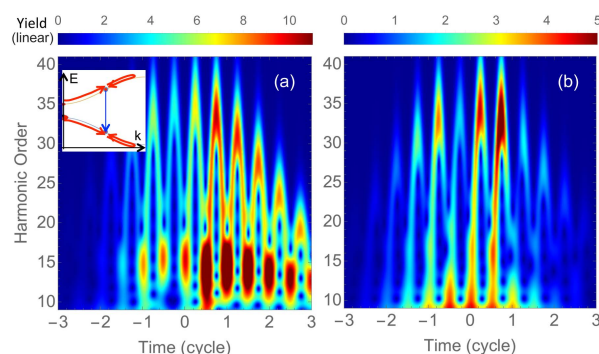 Yield
(linear)
0 2 4 6 8 10
0 1 2 3 4 5
40
35
30
25
20
15
10
Harmonic Order
E
k
(a)
(b)
−3 −2 −1 0 1 2 3
−3 −2 −1 0 1 2 3
Time (cycle)
Time (cycle)